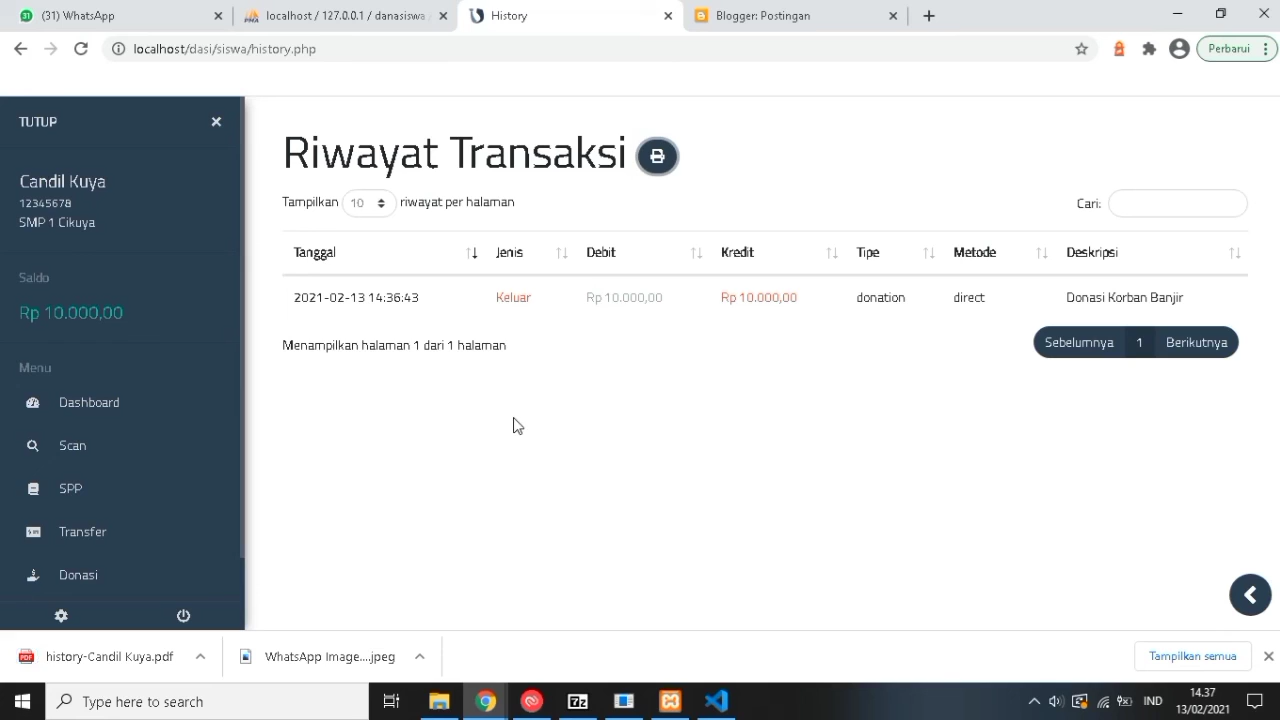 (31) WhatsApp
localhost / 127.0.0.1 / danasiswa
History
Blogger: Postingan
localhost/dasi/siswa/history.php
Perbarui
TUTUP
Candil Kuya
12345678
SMP 1 Cikuya
Saldo
Rp 10.000,00
Menu
Dashboard
Scan
SPP
Transfer
Donasi
Riwayat Transaksi
Tampilkan 10 riwayat per halaman
Cari:
Tanggal Jenis Debit Kredit Tipe Metode Deskripsi
2021-02-13 14:36:43 Keluar Rp 10.000,00 Rp 10.000,00 donation direct Donasi Korban Banjir
Menampilkan halaman 1 dari 1 halaman
Sebelumnya 1 Berikutnya
history-Candil Kuya.pdf
WhatsApp Image....jpeg
Tampilkan semua
Type here to search
IND
14.37
13/02/2021